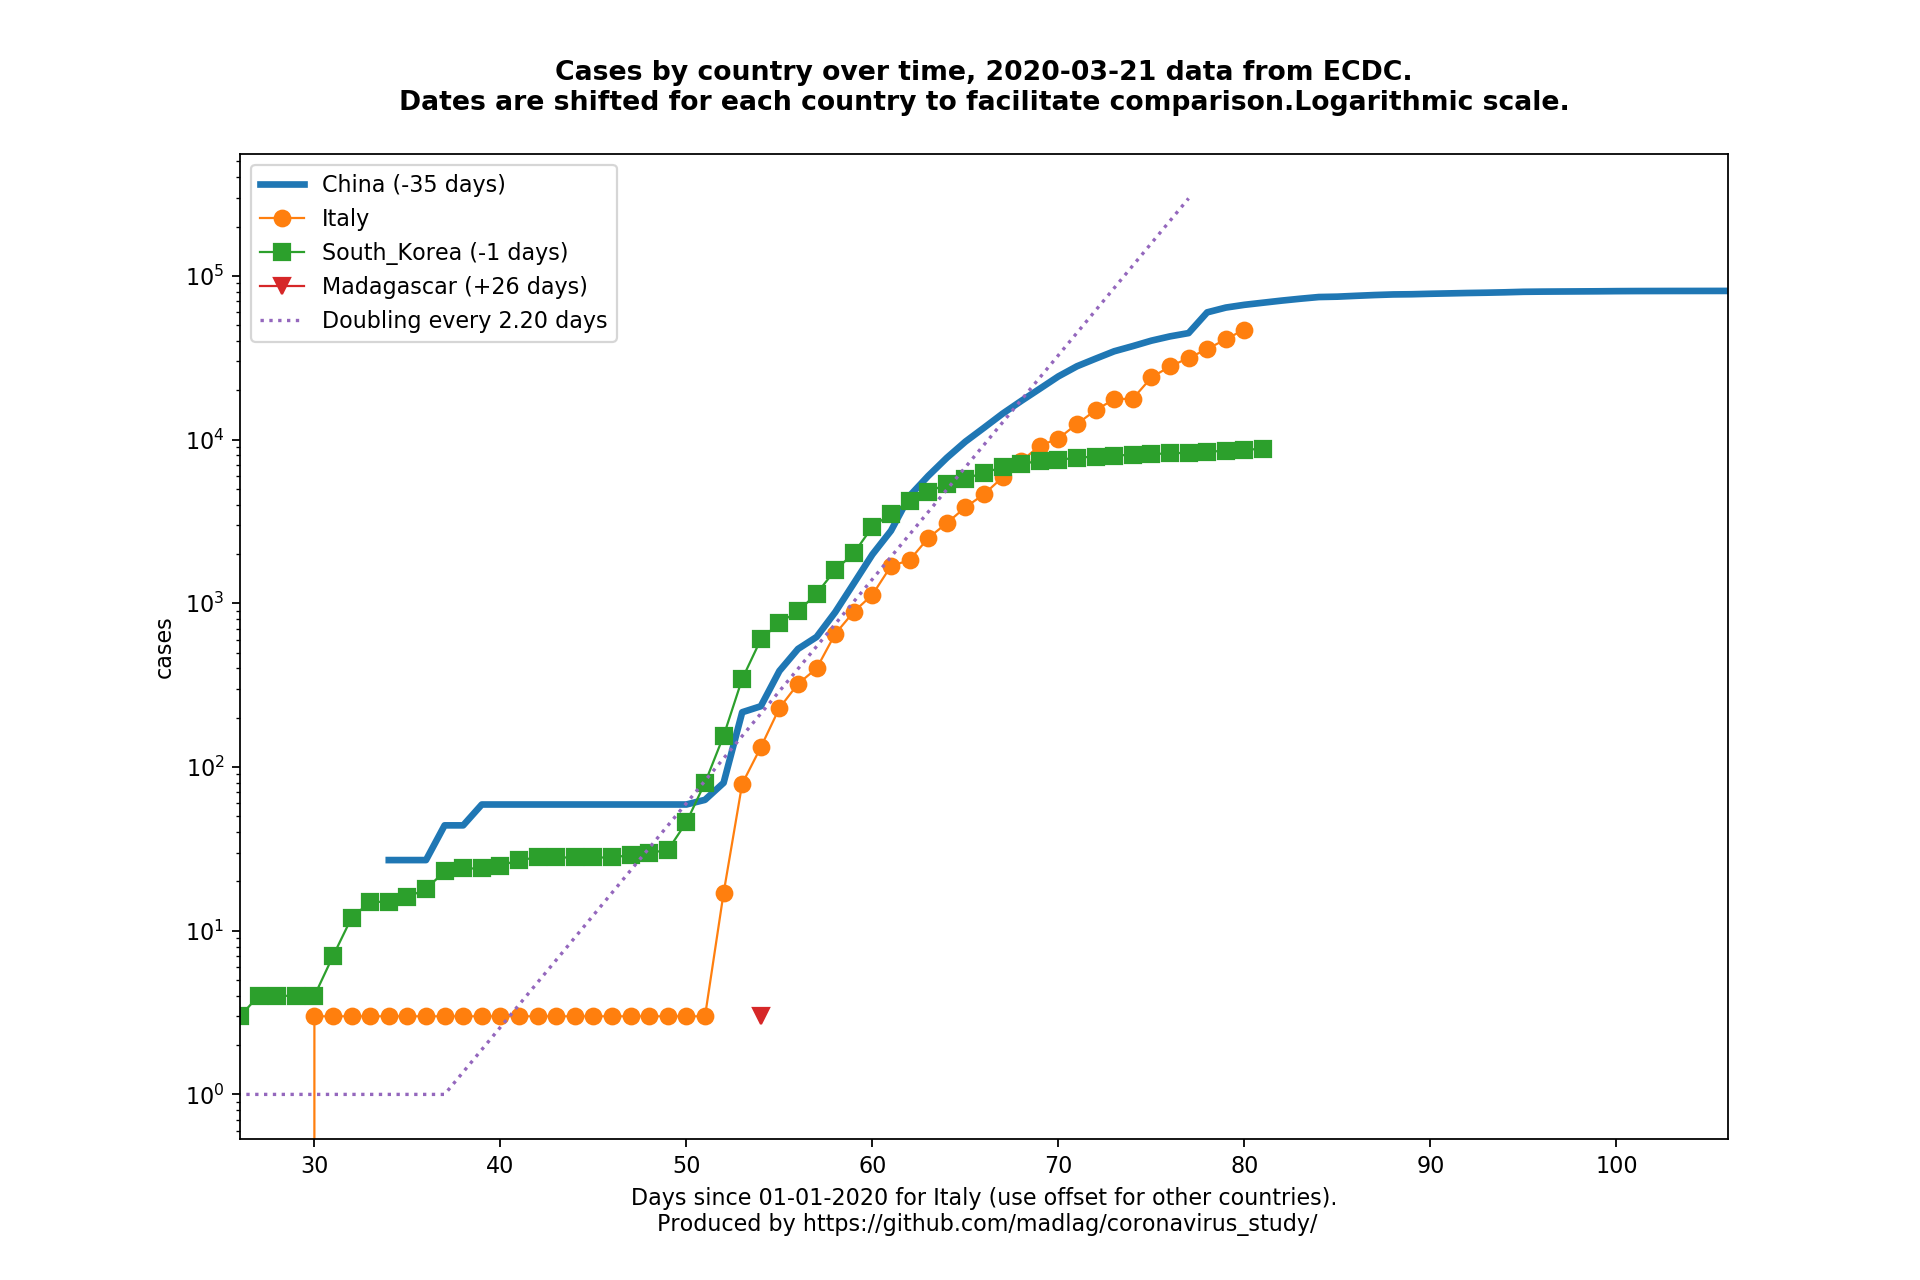 Cases by country over time, 2020-03-21 data from ECDC.
Dates are shifted for each country to facilitate comparison.Logarithmic scale.
China (-35 days)
Italy
South_Korea (-1 days)
Madagascar (+26 days)
Doubling every 2.20 days
10^5
10^4
10^3
10^2
10^1
10^0
cases
30 40 50 60 70 80 90 100
Days since 01-01-2020 for Italy (use offset for other countries).
Produced by https://github.com/madlag/coronavirus_study/